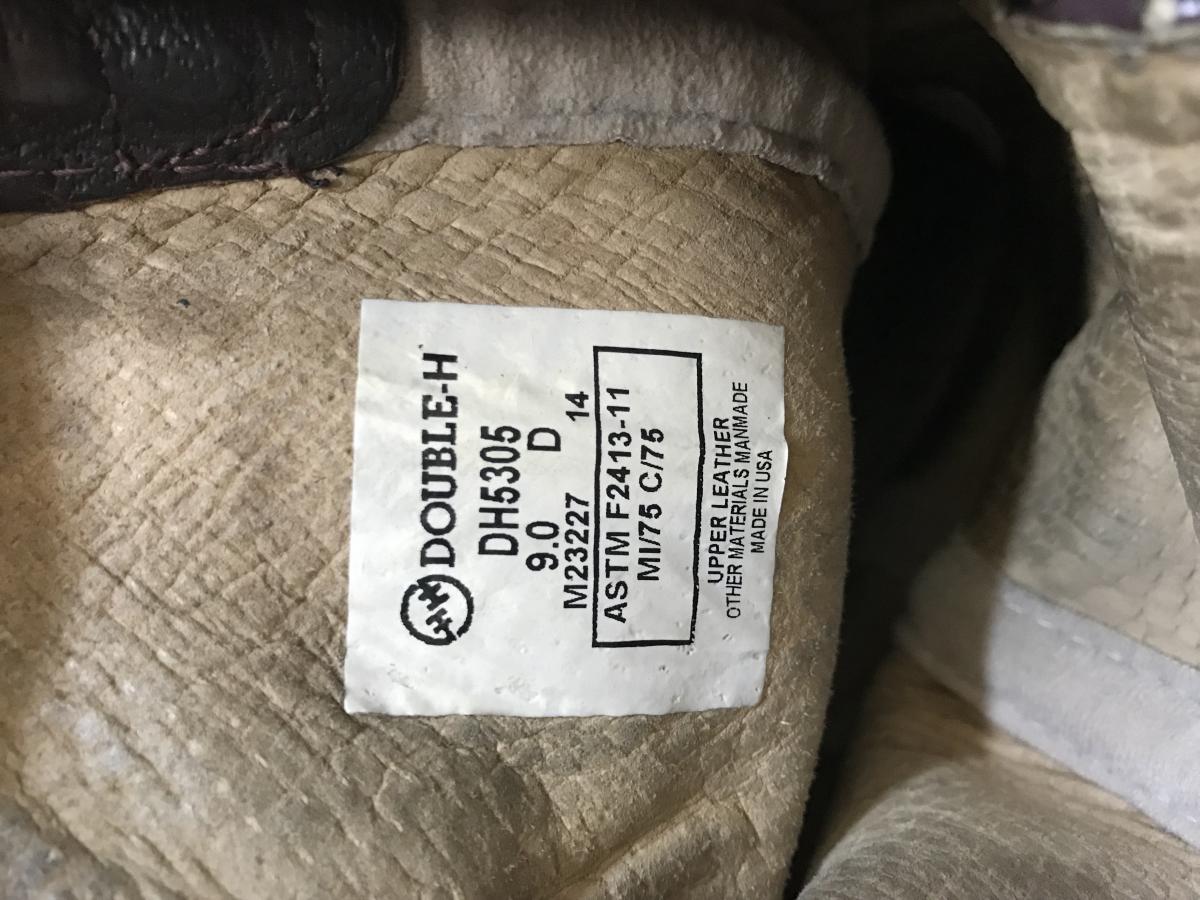 HH DOUBLE-H
DH5305
9.0 D
M23227 14
ASTM F2413-11
MI/75 C/75
UPPER LEATHER
OTHER MATERIALS MANMADE
MADE IN USA